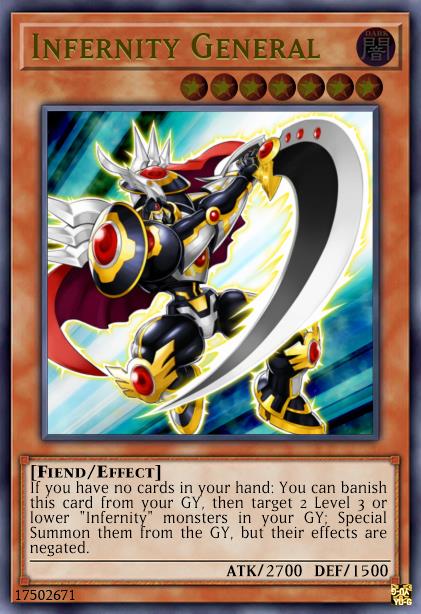 INFERNITY GENERAL
DARK
闇
[FIEND/EFFECT]
If you have no cards in your hand: You can banish
this card from your GY, then target 2 Level 3 or
lower "Infernity" monsters in your GY; Special
Summon them from the GY, but their effects are
negated.
ATK/2700 DEF/1500
17502671